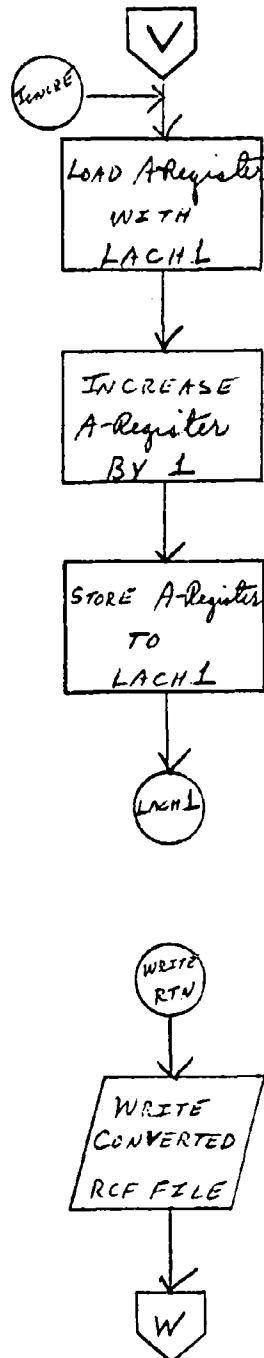 V
INCRE
LOAD A-Register
WITH
LACH1
INCREASE
A-Register
BY 1
STORE A-Register
TO
LACH1
LACH1
WRITE
RTN
WRITE
CONVERTED
RCF FILE
W